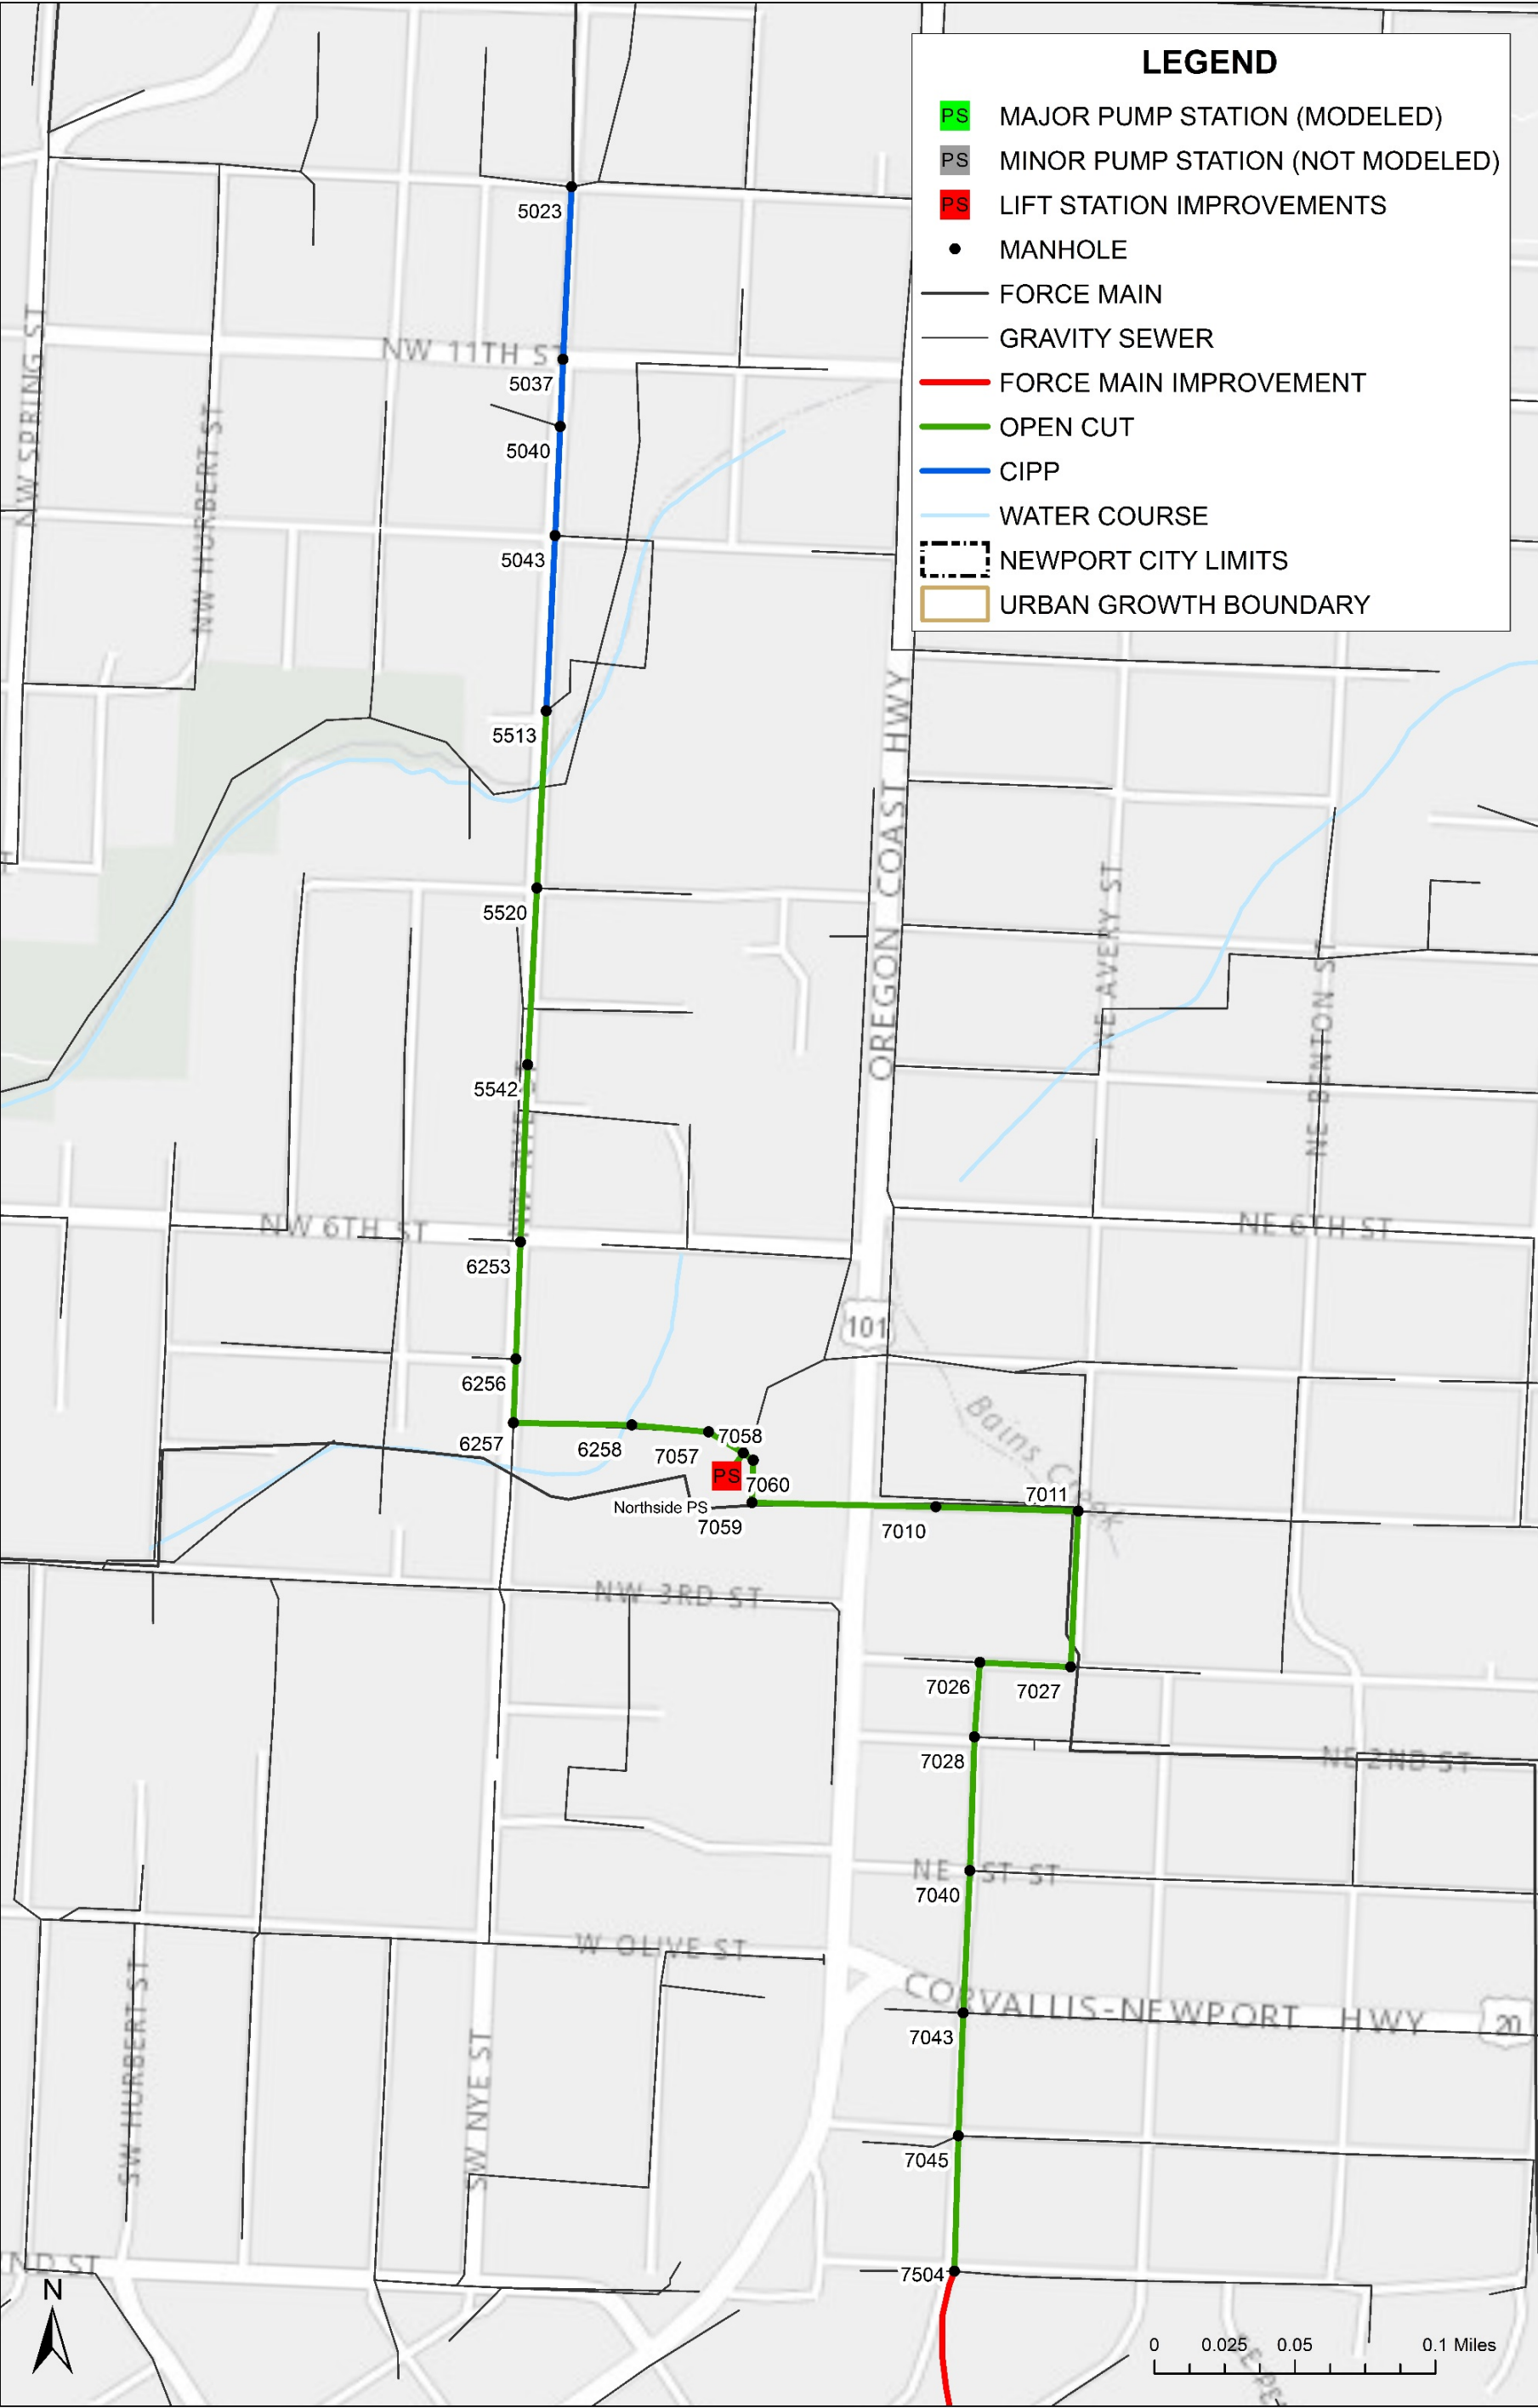 LEGEND
PS MAJOR PUMP STATION (MODELED)
PS MINOR PUMP STATION (NOT MODELED)
PS LIFT STATION IMPROVEMENTS
MANHOLE
FORCE MAIN
GRAVITY SEWER
FORCE MAIN IMPROVEMENT
OPEN CUT
CIPP
WATER COURSE
NEWPORT CITY LIMITS
URBAN GROWTH BOUNDARY
5023
NW 11TH ST
5037
NW SPRING ST
NW HURBERT ST
5040
5043
5513
OREGON COAST HWY
5520
NE AVERY ST
NE BENTON ST
5542
NW NYE ST
NW 6TH ST
NE 6TH ST
6253
101
6256
Bains Creek
6257
6258
7057
7058
PS
7060
7011
Northside PS
7059
7010
NW 3RD ST
7026
7027
7028
NE 2ND ST
NE ST ST
7040
W OLIVE ST
CORVALLIS-NEWPORT HWY
20
7043
SW HURBERT ST
SW NYE ST
7045
ND ST
7504
N
0 0.025 0.05 0.1 Miles